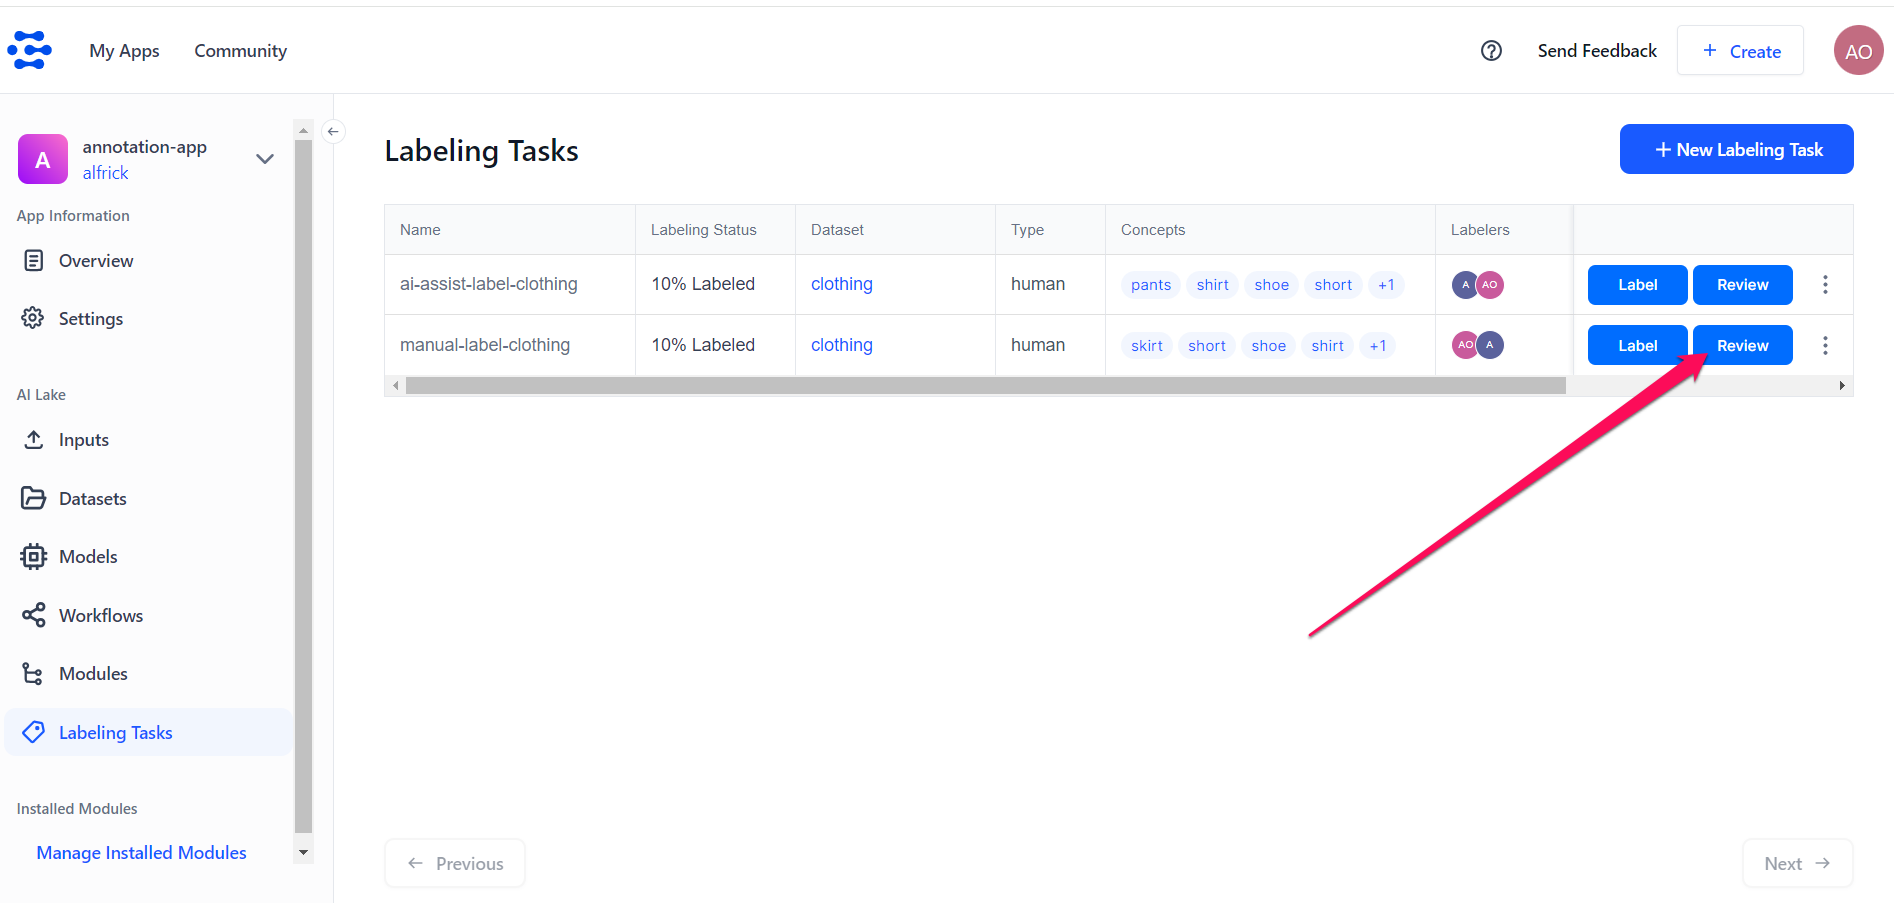 My Apps Community Send Feedback + Create AO
A annotation-app
alfrick
App Information
Overview
Settings
AI Lake
Inputs
Datasets
Models
Workflows
Modules
Labeling Tasks
Installed Modules
Manage Installed Modules
Labeling Tasks + New Labeling Task
Name Labeling Status Dataset Type Concepts Labelers
ai-assist-label-clothing 10% Labeled clothing human pants shirt shoe short +1 A AO Label Review
manual-label-clothing 10% Labeled clothing human skirt short shoe shirt +1 AO A Label Review
Previous Next